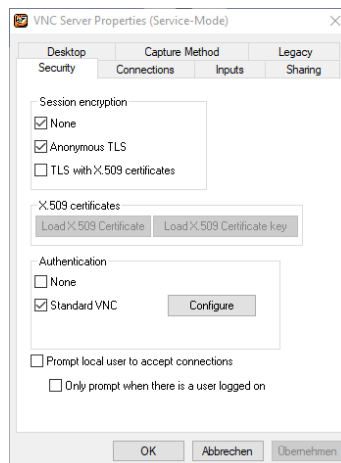 VNC Server Properties (Service-Mode)
Desktop Capture Method Legacy
Security Connections Inputs Sharing
Session encryption
None
Anonymous TLS
TLS with X.509 certificates
X.509 certificates
Load X.509 Certificate Load X.509 Certificate key
Authentication
None
Standard VNC Configure
Prompt local user to accept connections
Only prompt when there is a user logged on
OK Abbrechen Übernehmen